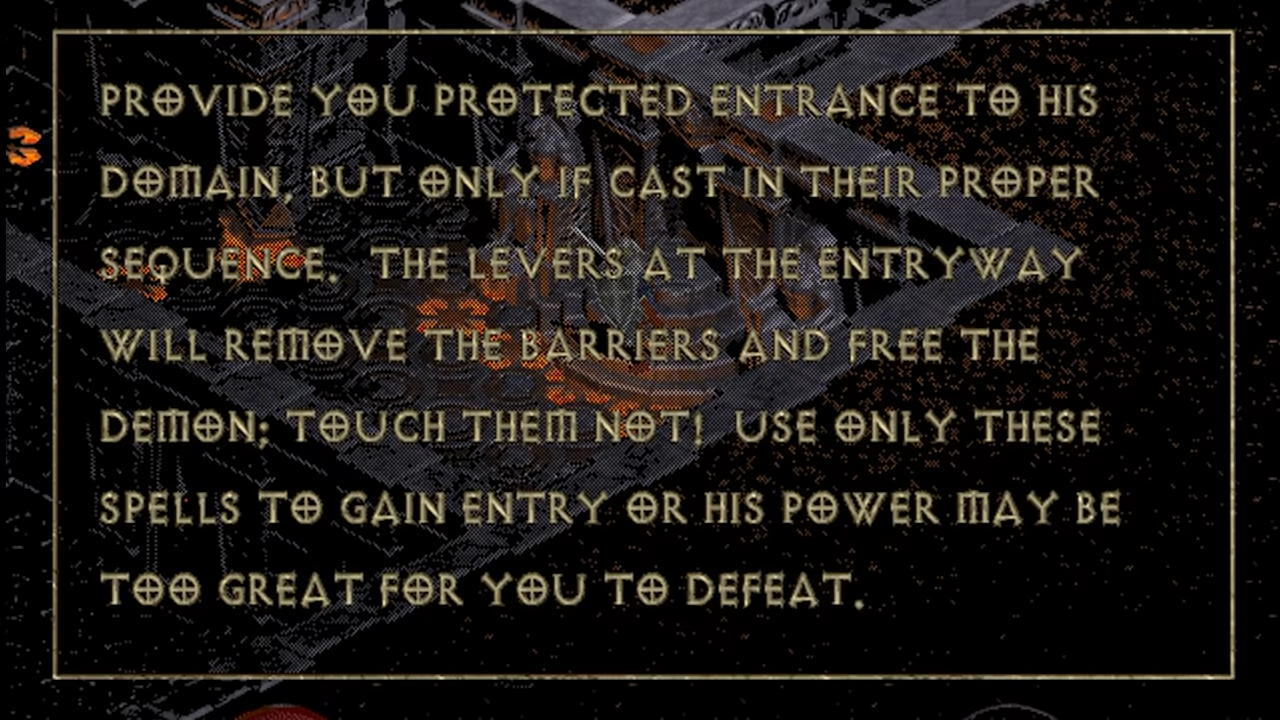 PROVIDE YOU PROTECTED ENTRANCE TO HIS
DOMAIN, BUT ONLY IF CAST IN THEIR PROPER
SEQUENCE. THE LEVERS AT THE ENTRYWAY
WILL REMOVE THE BARRIERS AND FREE THE
DEMON; TOUCH THEM NOT! USE ONLY THESE
SPELLS TO GAIN ENTRY OR HIS POWER MAY BE
TOO GREAT FOR YOU TO DEFEAT.